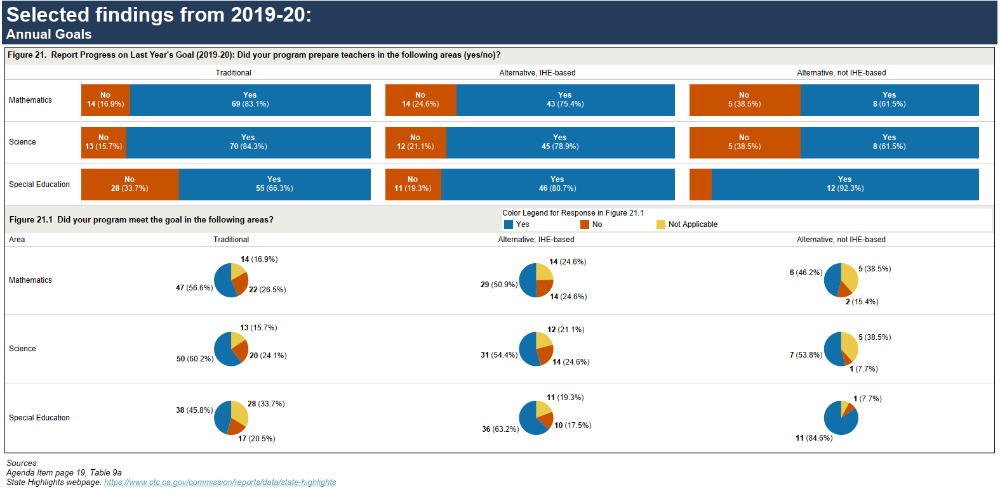 Selected findings from 2019-20:
Annual Goals
Figure 21.  Report Progress on Last Year's Goal (2019-20): Did your program prepare teachers in the following areas (yes/no)?
Traditional
Alternative, IHE-based
Alternative, not IHE-based
Mathematics
No
14 (16.9%)
Yes
69 (83.1%)
No
14 (24.6%)
Yes
43 (75.4%)
No
5 (38.5%)
Yes
8 (61.5%)
Science
No
13 (15.7%)
Yes
70 (84.3%)
No
12 (21.1%)
Yes
45 (78.9%)
No
5 (38.5%)
Yes
8 (61.5%)
Special Education
No
28 (33.7%)
Yes
55 (66.3%)
No
11 (19.3%)
Yes
46 (80.7%)
Yes
12 (92.3%)
Figure 21.1  Did your program meet the goal in the following areas?
Color Legend for Response in Figure 21.1
Yes
No
Not Applicable
Area
Traditional
Alternative, IHE-based
Alternative, not IHE-based
Mathematics
14 (16.9%)
47 (56.6%)
22 (26.5%)
14 (24.6%)
29 (50.9%)
14 (24.6%)
5 (38.5%)
6 (46.2%)
2 (15.4%)
Science
13 (15.7%)
50 (60.2%)
20 (24.1%)
12 (21.1%)
31 (54.4%)
14 (24.6%)
5 (38.5%)
7 (53.8%)
1 (7.7%)
Special Education
28 (33.7%)
38 (45.8%)
17 (20.5%)
11 (19.3%)
36 (63.2%)
10 (17.5%)
1 (7.7%)
11 (84.6%)
Sources:
Agenda Item page 19, Table 9a
State Highlights webpage: https://www.ctc.ca.gov/commission/reports/data/state-highlights